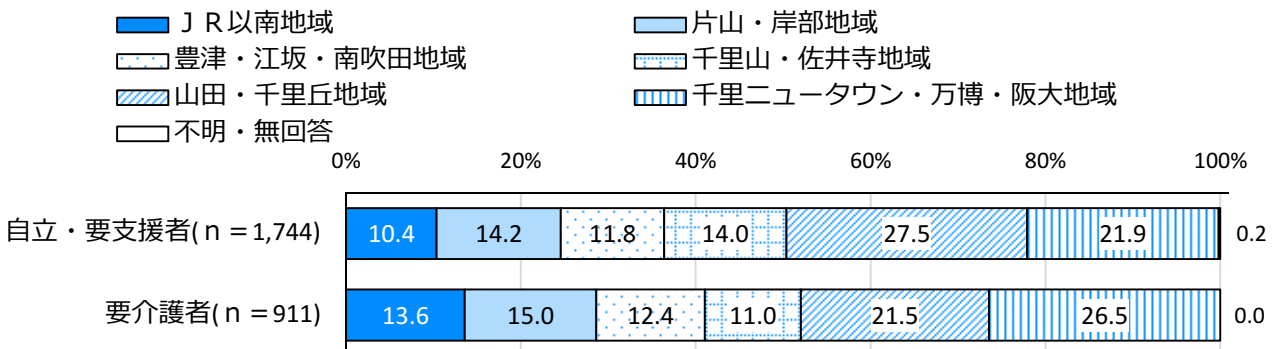 ＪＲ以南地域 片山・岸部地域
豊津・江坂・南吹田地域 千里山・佐井寺地域
山田・千里丘地域 千里ニュータウン・万博・阪大地域
不明・無回答
0% 20% 40% 60% 80% 100%
自立・要支援者(ｎ＝1,744) 10.4 14.2 11.8 14.0 27.5 21.9 0.2
要介護者(ｎ＝911) 13.6 15.0 12.4 11.0 21.5 26.5 0.0